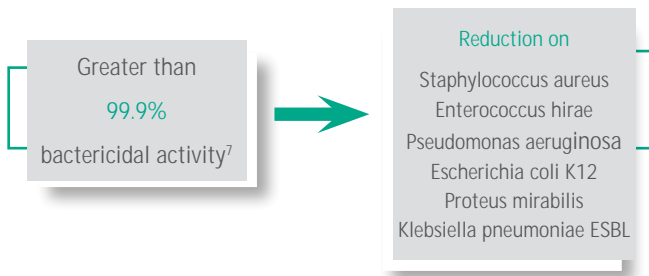 Greater than
99.9%
bactericidal activity7
Reduction on
Staphylococcus aureus
Enterococcus hirae
Pseudomonas aeruginosa
Escherichia coli K12
Proteus mirabilis
Klebsiella pneumoniae ESBL